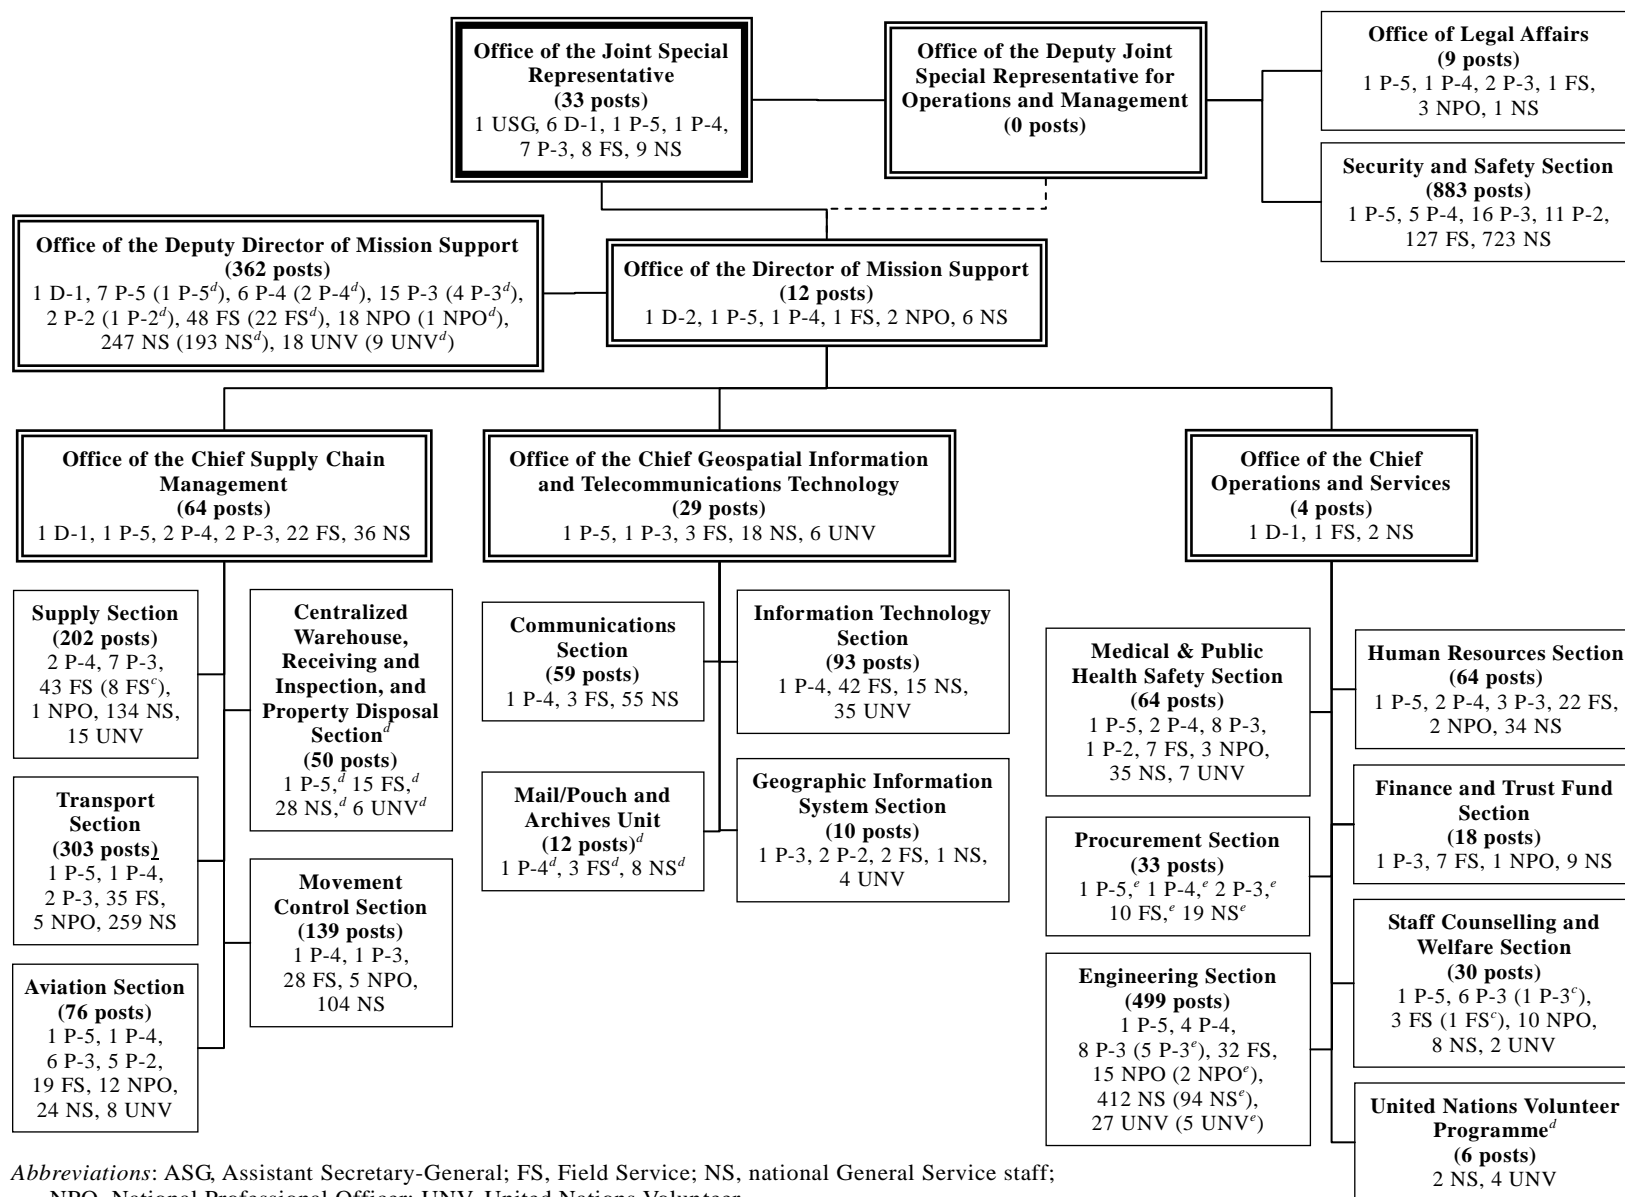 Office of the Joint Special
Representative
(33 posts)
1 USG, 6 D-1, 1 P-5, 1 P-4,
7 P-3, 8 FS, 9 NS
Office of the Deputy Joint
Special Representative for
Operations and Management
(0 posts)
Office of Legal Affairs
(9 posts)
1 P-5, 1 P-4, 2 P-3, 1 FS,
3 NPO, 1 NS
Security and Safety Section
(883 posts)
1 P-5, 5 P-4, 16 P-3, 11 P-2,
127 FS, 723 NS
Office of the Deputy Director of Mission Support
(362 posts)
1 D-1, 7 P-5 (1 P-5d), 6 P-4 (2 P-4d), 15 P-3 (4 P-3d),
2 P-2 (1 P-2d), 48 FS (22 FSd), 18 NPO (1 NPOd),
247 NS (193 NSd), 18 UNV (9 UNVd)
Office of the Director of Mission Support
(12 posts)
1 D-2, 1 P-5, 1 P-4, 1 FS, 2 NPO, 6 NS
Office of the Chief Supply Chain
Management
(64 posts)
1 D-1, 1 P-5, 2 P-4, 2 P-3, 22 FS, 36 NS
Office of the Chief Geospatial Information
and Telecommunications Technology
(29 posts)
1 P-5, 1 P-3, 3 FS, 18 NS, 6 UNV
Office of the Chief
Operations and Services
(4 posts)
1 D-1, 1 FS, 2 NS
Supply Section
(202 posts)
2 P-4, 7 P-3,
43 FS (8 FSc),
1 NPO, 134 NS,
15 UNV
Centralized
Warehouse,
Receiving and
Inspection, and
Property Disposal
Sectiond
(50 posts)
1 P-5,d 15 FS,d
28 NS,d 6 UNVd
Transport
Section
(303 posts)
1 P-5, 1 P-4,
2 P-3, 35 FS,
5 NPO, 259 NS
Movement
Control Section
(139 posts)
1 P-4, 1 P-3,
28 FS, 5 NPO,
104 NS
Aviation Section
(76 posts)
1 P-5, 1 P-4,
6 P-3, 5 P-2,
19 FS, 12 NPO,
24 NS, 8 UNV
Communications
Section
(59 posts)
1 P-4, 3 FS, 55 NS
Information Technology
Section
(93 posts)
1 P-4, 42 FS, 15 NS,
35 UNV
Mail/Pouch and
Archives Unit
(12 posts)d
1 P-4d, 3 FSd, 8 NSd
Geographic Information
System Section
(10 posts)
1 P-3, 2 P-2, 2 FS, 1 NS,
4 UNV
Medical & Public
Health Safety Section
(64 posts)
1 P-5, 2 P-4, 8 P-3,
1 P-2, 7 FS, 3 NPO,
35 NS, 7 UNV
Human Resources Section
(64 posts)
1 P-5, 2 P-4, 3 P-3, 22 FS,
2 NPO, 34 NS
Procurement Section
(33 posts)
1 P-5,e 1 P-4,e 2 P-3,e
10 FS,e 19 NSe
Finance and Trust Fund
Section
(18 posts)
1 P-3, 7 FS, 1 NPO, 9 NS
Engineering Section
(499 posts)
1 P-5, 4 P-4,
8 P-3 (5 P-3e), 32 FS,
15 NPO (2 NPOe),
412 NS (94 NSe),
27 UNV (5 UNVe)
Staff Counselling and
Welfare Section
(30 posts)
1 P-5, 6 P-3 (1 P-3c),
3 FS (1 FSc), 10 NPO,
8 NS, 2 UNV
United Nations Volunteer
Programmed
(6 posts)
2 NS, 4 UNV
Abbreviations: ASG, Assistant Secretary-General; FS, Field Service; NS, national General Service staff;
NPO, National Professional Officer; UNV, United Nations Volunteer